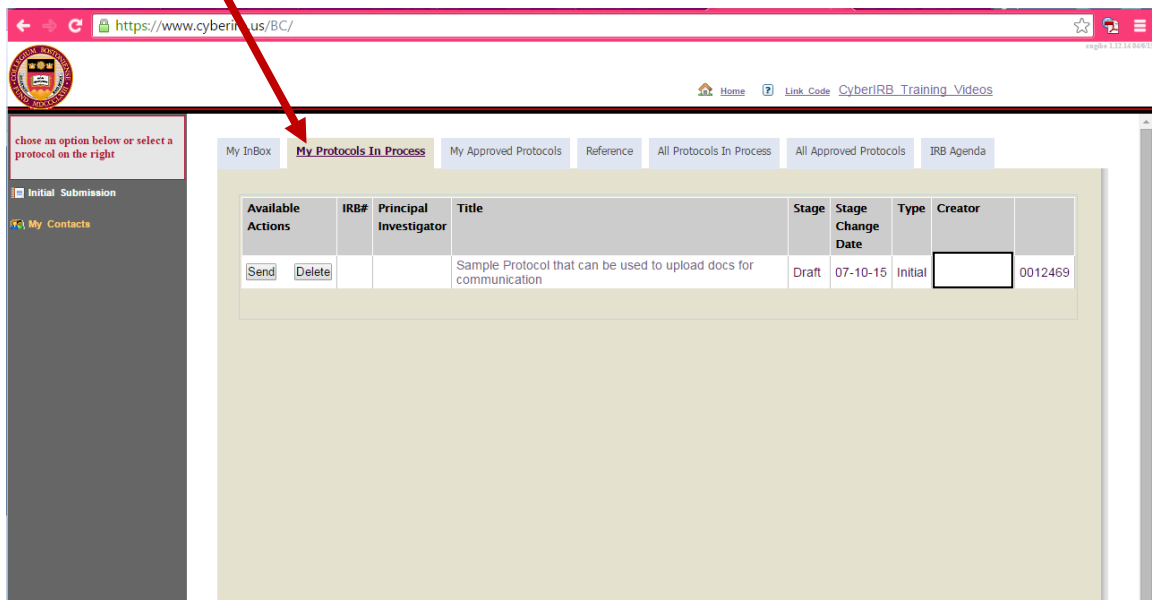 https://www.cyberirb.us/BC/
Home Link Code CyberIRB Training Videos
chose an option below or select a
protocol on the right
Initial Submission
My Contacts
My InBox My Protocols In Process My Approved Protocols Reference All Protocols In Process All Approved Protocols IRB Agenda
Available
Actions
IRB#
Principal
Investigator
Title
Stage
Stage
Change
Date
Type
Creator
Send Delete
Sample Protocol that can be used to upload docs for
communication
Draft 07-10-15 Initial 0012469